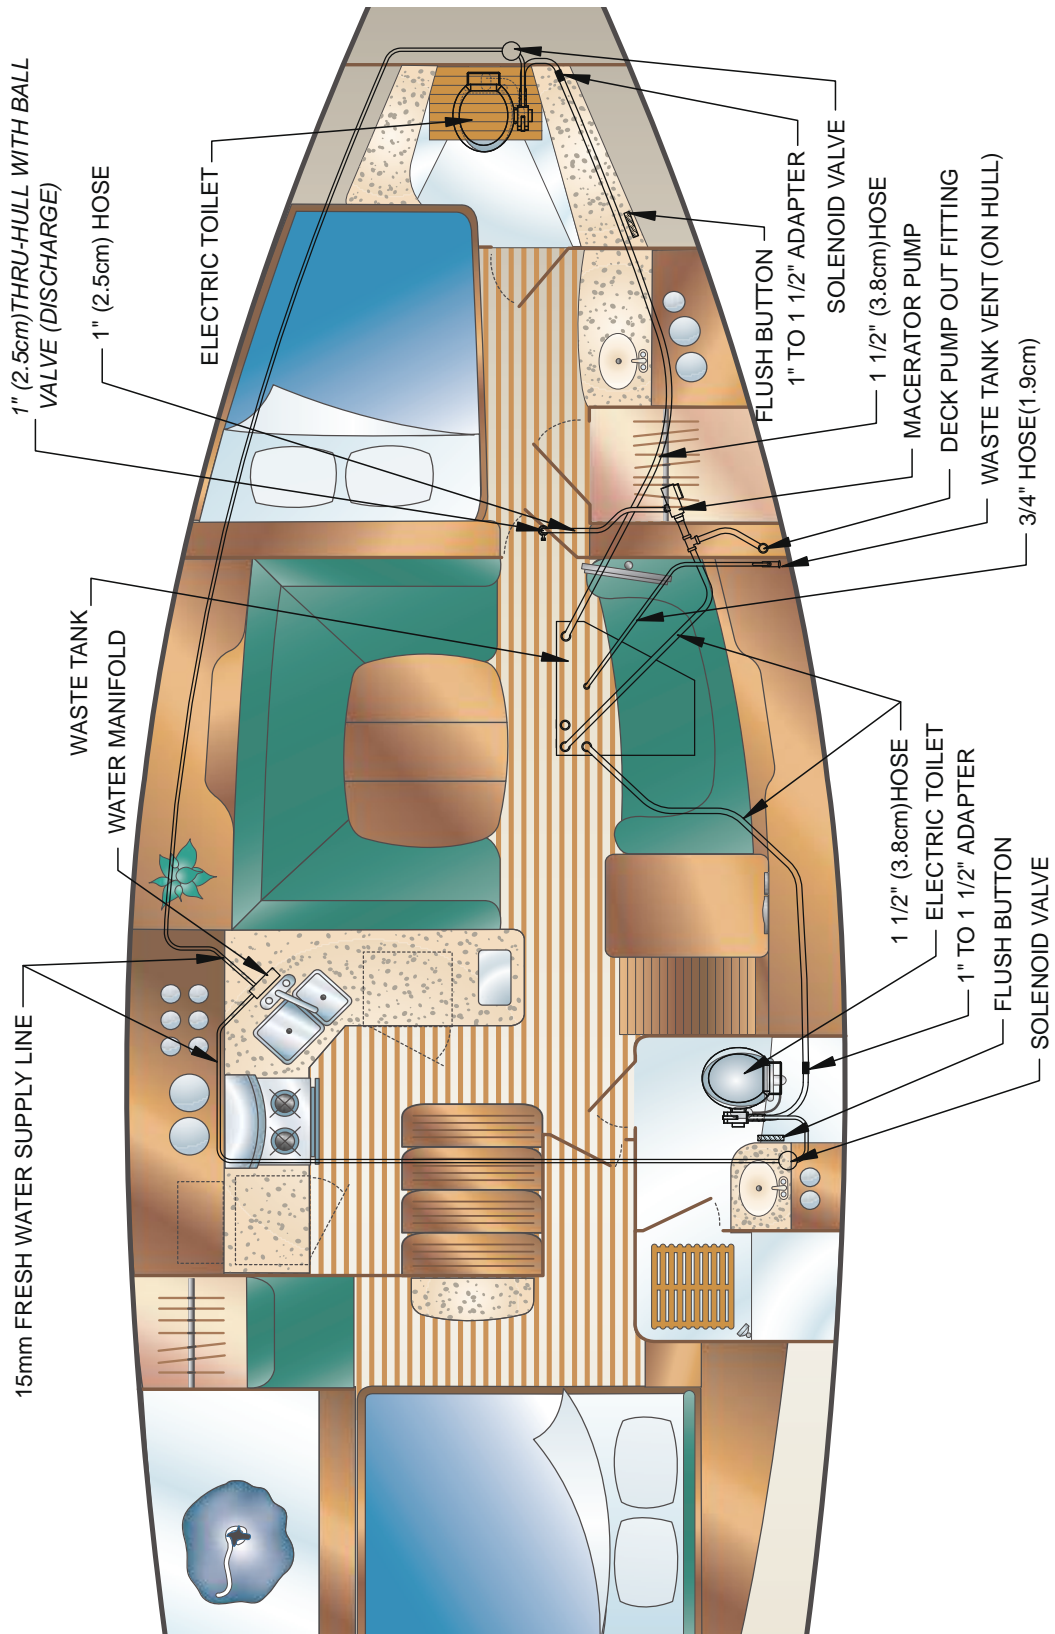 1" (2.5cm)THRU-HULL WITH BALL
VALVE (DISCHARGE)
1" (2.5cm) HOSE
ELECTRIC TOILET
WASTE TANK
WATER MANIFOLD
15mm FRESH WATER SUPPLY LINE
FLUSH BUTTON
1" TO 1 1/2" ADAPTER
SOLENOID VALVE
1 1/2" (3.8cm)HOSE
MACERATOR PUMP
DECK PUMP OUT FITTING
WASTE TANK VENT (ON HULL)
3/4" HOSE(1.9cm)
1 1/2" (3.8cm)HOSE
ELECTRIC TOILET
1" TO 1 1/2" ADAPTER
FLUSH BUTTON
SOLENOID VALVE